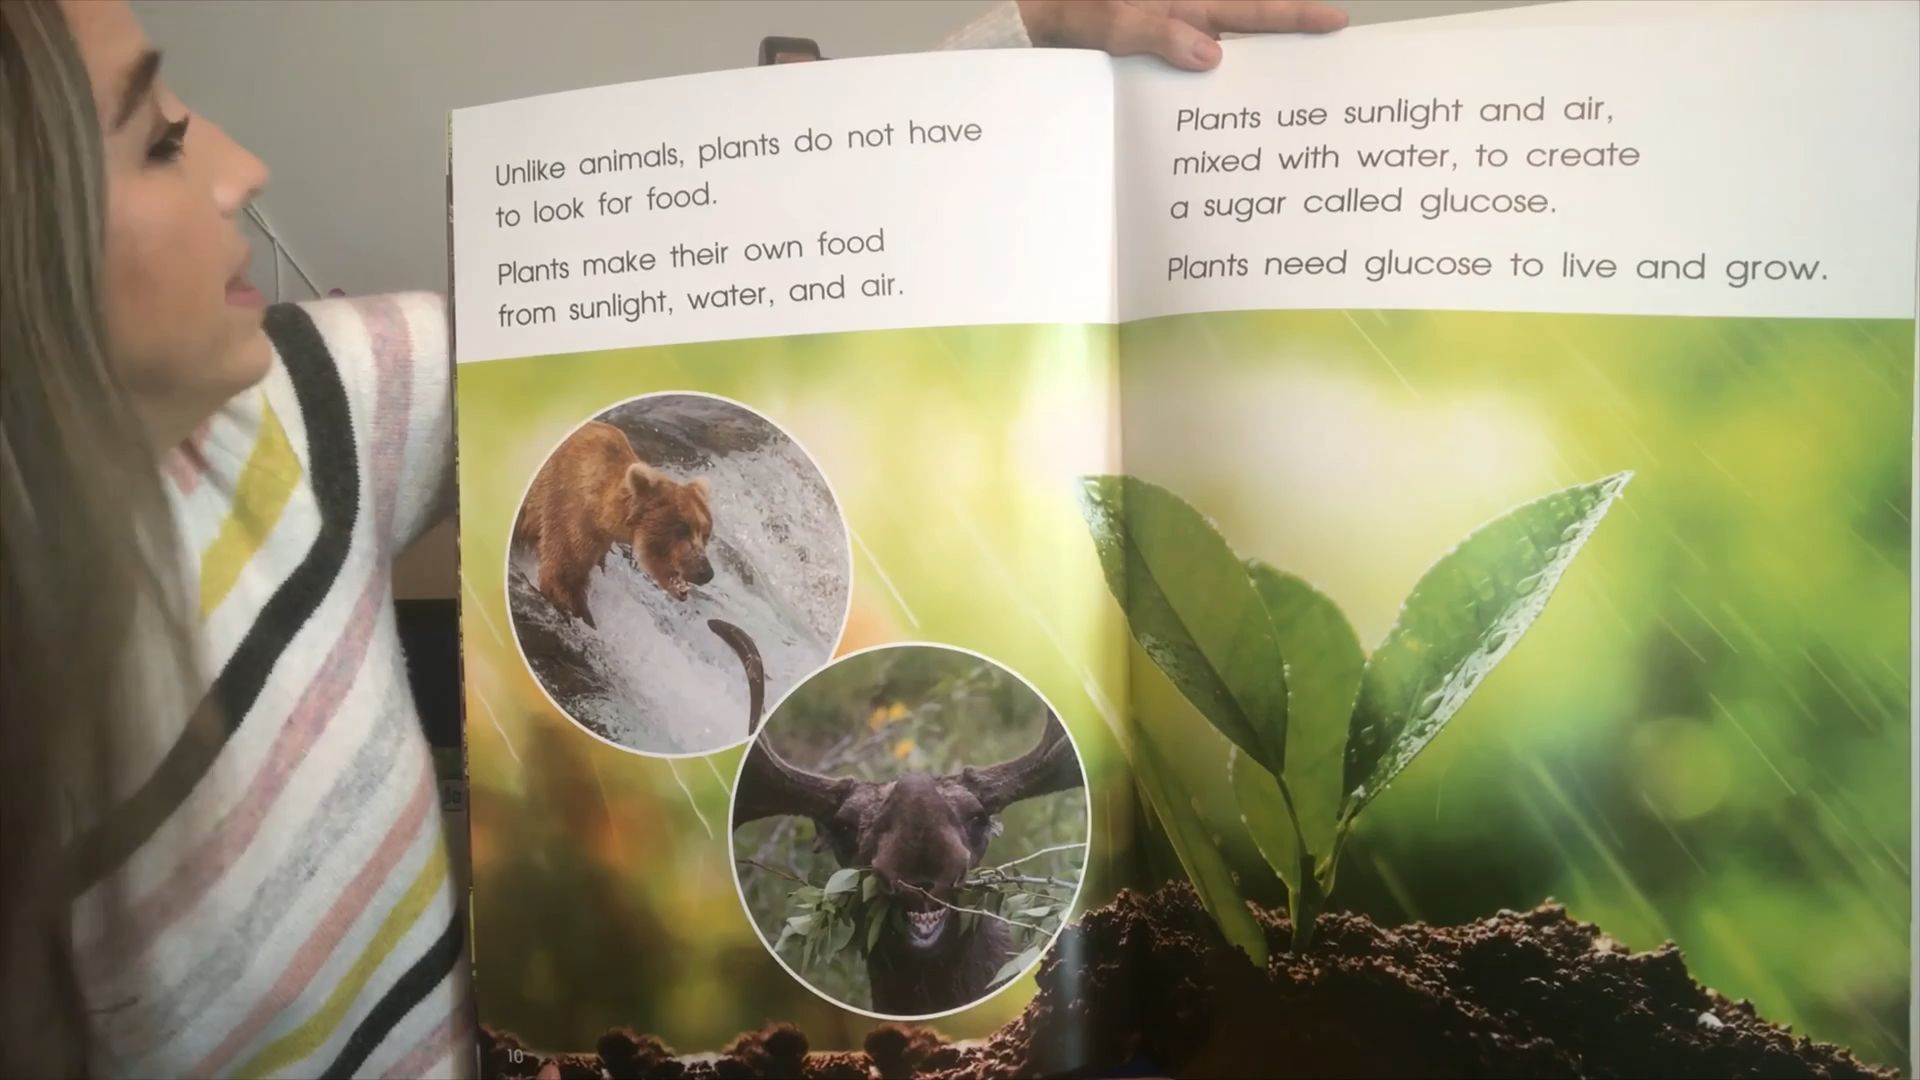 Unlike animals, plants do not have
to look for food.
Plants make their own food
from sunlight, water, and air.
10
Plants use sunlight and air,
mixed with water, to create
a sugar called glucose.
Plants need glucose to live and grow.